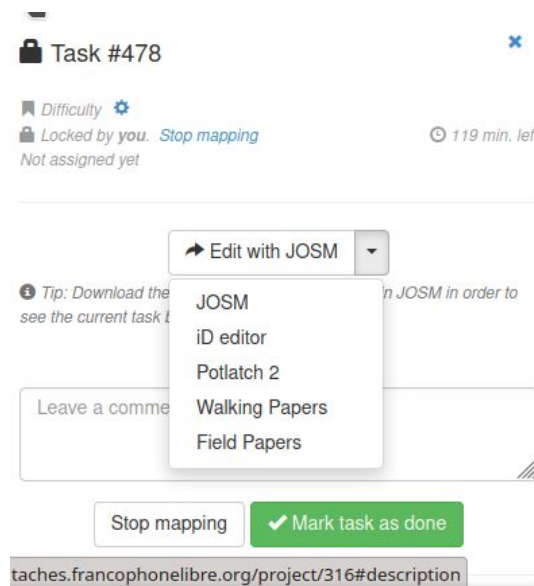 Task #478
Difficulty
Locked by you. Stop mapping
119 min. lef
Not assigned yet
Edit with JOSM
Tip: Download the
n JOSM in order to
see the current task
JOSM
iD editor
Potlatch 2
Walking Papers
Field Papers
Leave a comme
Stop mapping
Mark task as done
taches.francophonelibre.org/project/316#description